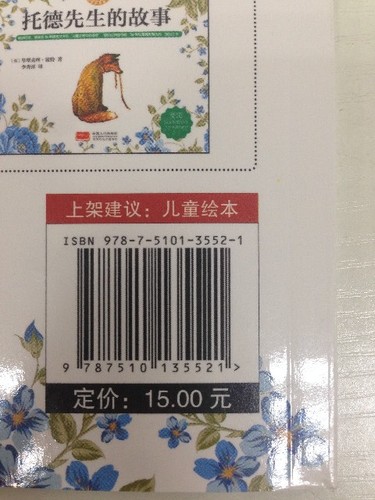 托德先生的故事
上架建议：儿童绘本
ISBN 978-7-5101-3552-1
9 787510 135521 >
定价：15.00 元